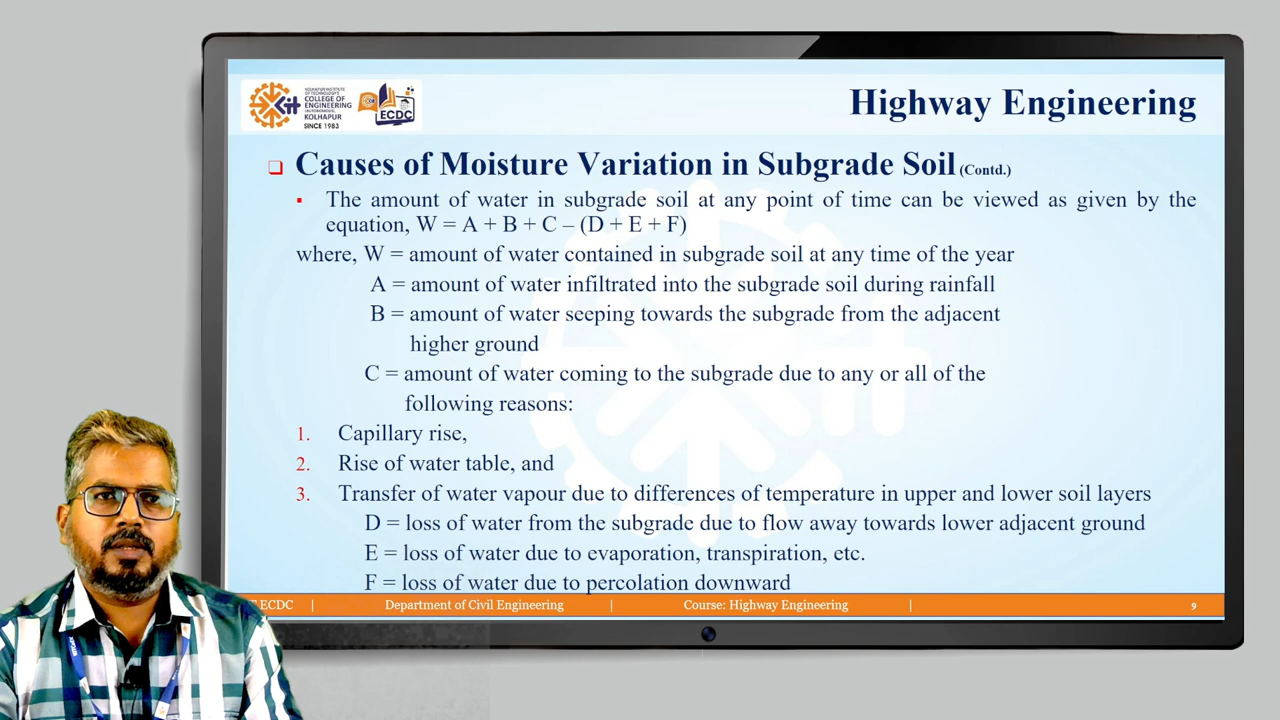 KOLHAPUR INSTITUTE
OF TECHNOLOGY'S
COLLEGE OF
ENGINEERING
(AUTONOMOUS),
KOLHAPUR
SINCE 1983
ECDC
Highway Engineering
Causes of Moisture Variation in Subgrade Soil (Contd.)
▪ The amount of water in subgrade soil at any point of time can be viewed as given by the
equation, W = A + B + C – (D + E + F)
where, W = amount of water contained in subgrade soil at any time of the year
A = amount of water infiltrated into the subgrade soil during rainfall
B = amount of water seeping towards the subgrade from the adjacent
higher ground
C = amount of water coming to the subgrade due to any or all of the
following reasons:
1. Capillary rise,
2. Rise of water table, and
3. Transfer of water vapour due to differences of temperature in upper and lower soil layers
D = loss of water from the subgrade due to flow away towards lower adjacent ground
E = loss of water due to evaporation, transpiration, etc.
F = loss of water due to percolation downward
ECDC | Department of Civil Engineering | Course: Highway Engineering | 9